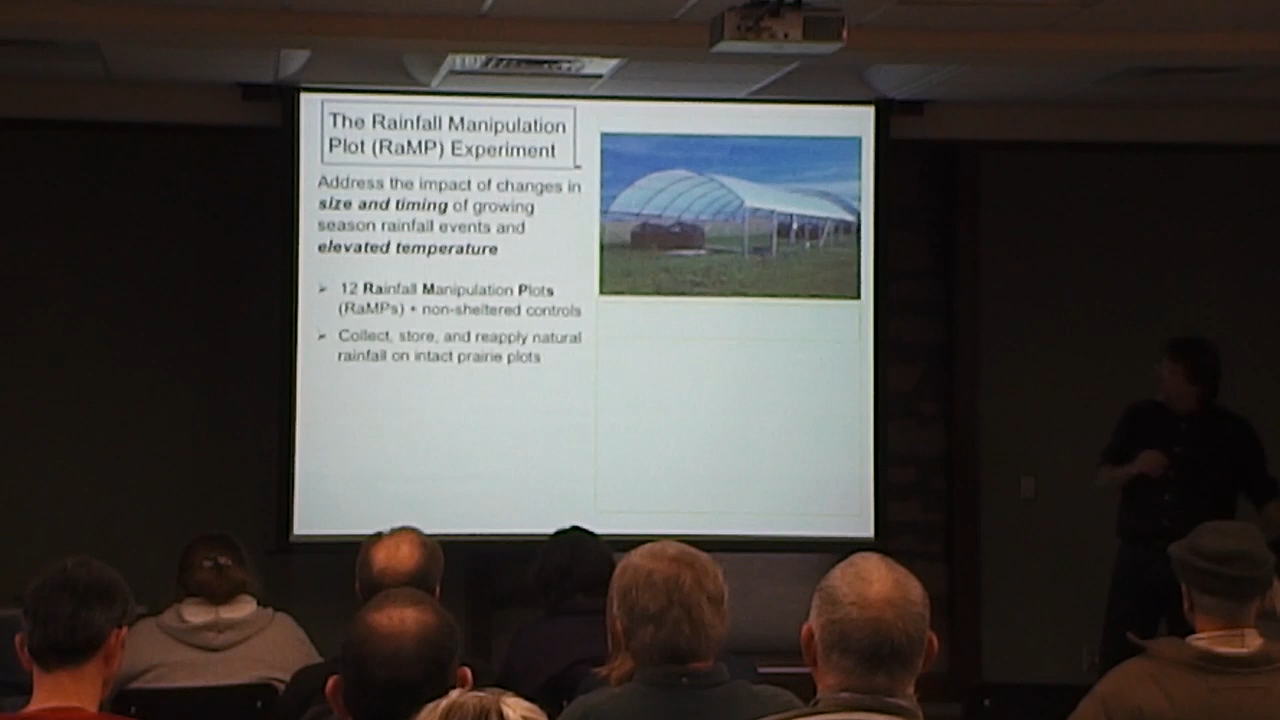 The Rainfall Manipulation
Plot (RaMP) Experiment
Address the impact of changes in
size and timing of growing
season rainfall events and
elevated temperature
➢ 12 Rainfall Manipulation Plots
(RaMPs) + non-sheltered controls
➢ Collect, store, and reapply natural
rainfall on intact prairie plots